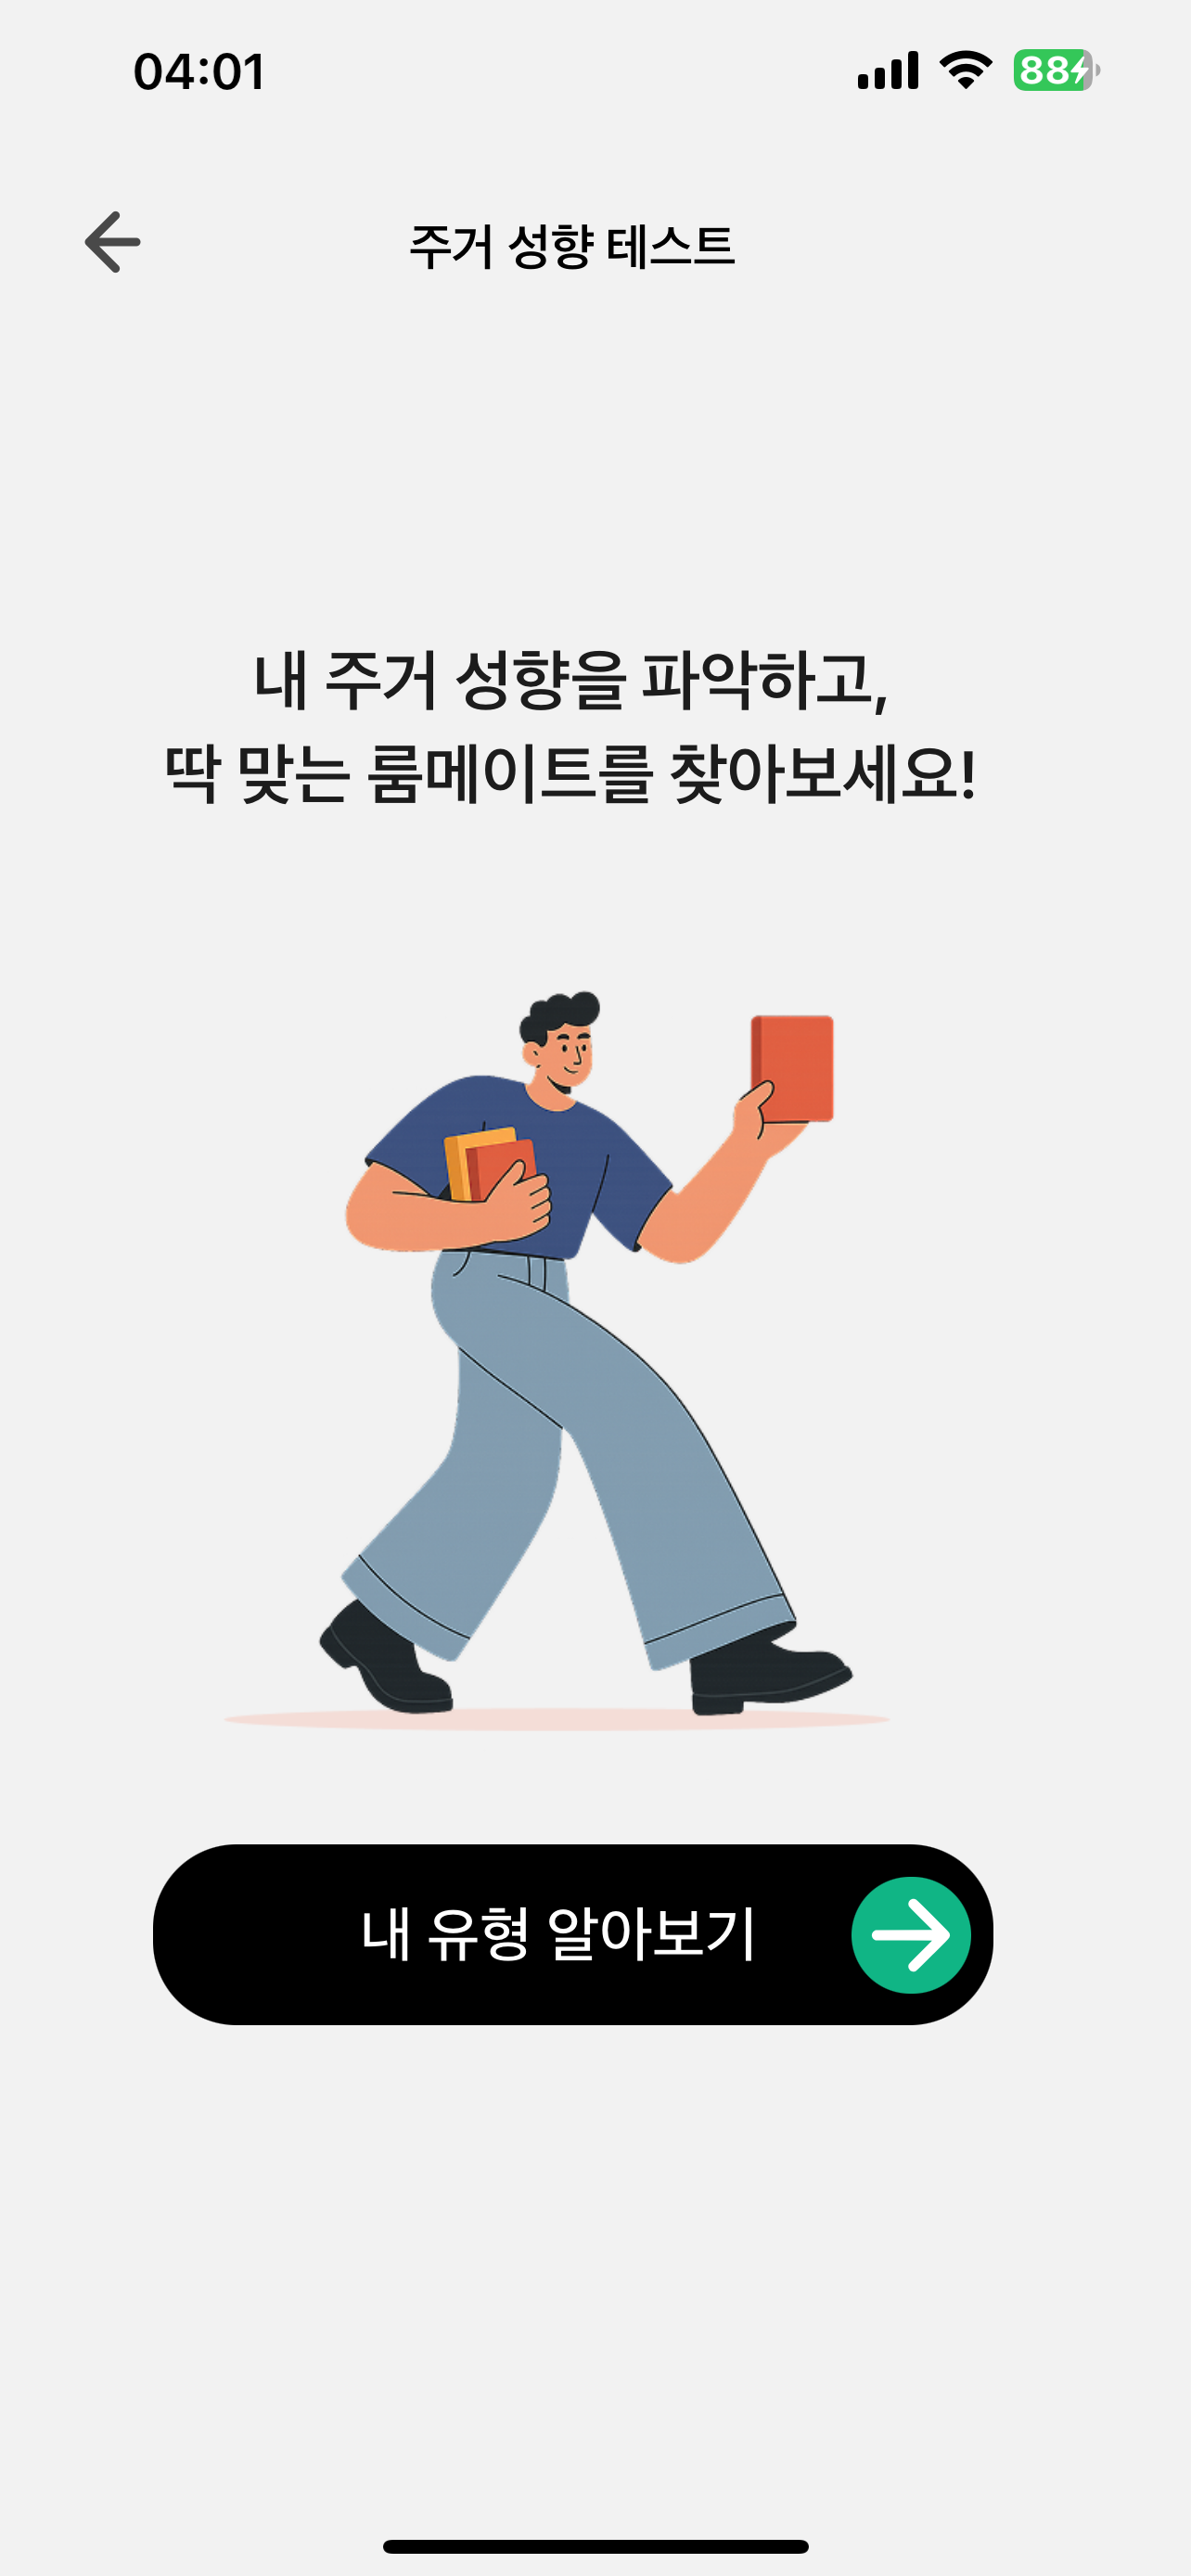 04:01
88
주거 성향 테스트
내 주거 성향을 파악하고,
딱 맞는 룸메이트를 찾아보세요!
내 유형 알아보기